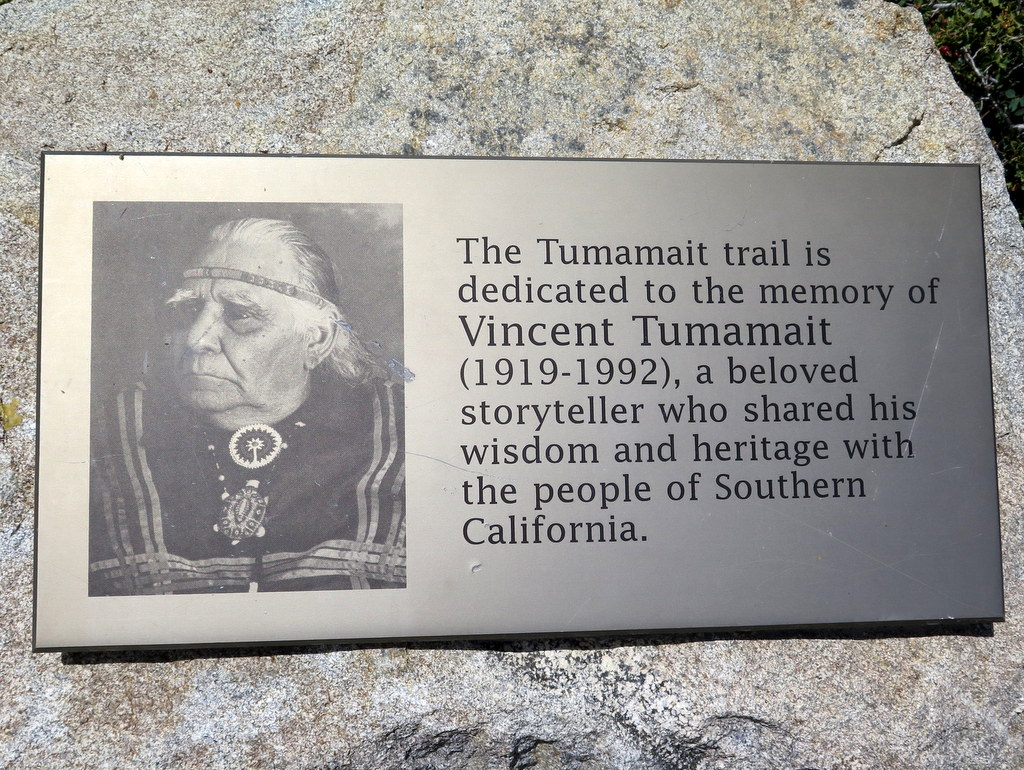 The Tumamait trail is
dedicated to the memory of
Vincent Tumamait
(1919-1992), a beloved
storyteller who shared his
wisdom and heritage with
the people of Southern
California.